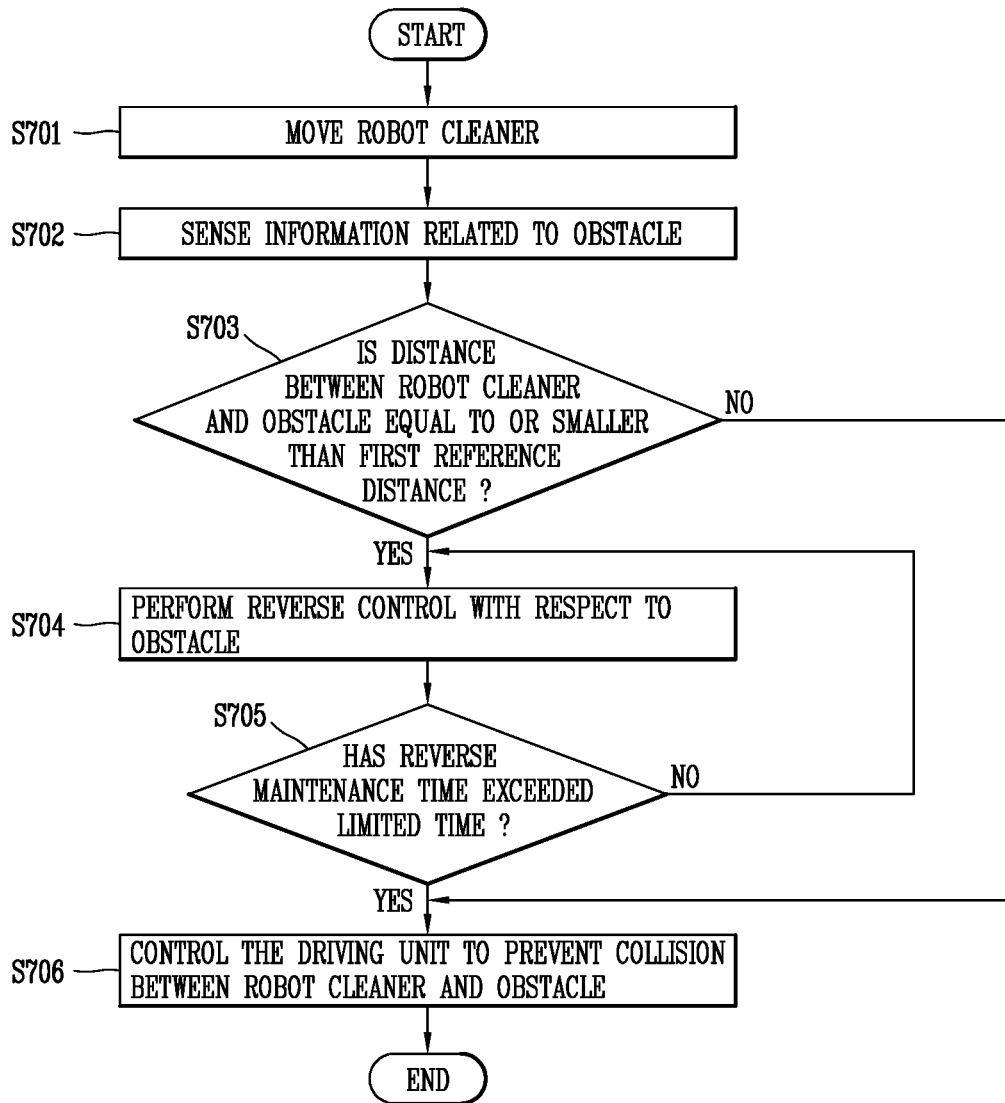 START
S701
MOVE ROBOT CLEANER
S702
SENSE INFORMATION RELATED TO OBSTACLE
S703
IS DISTANCE
BETWEEN ROBOT CLEANER
AND OBSTACLE EQUAL TO OR SMALLER
THAN FIRST REFERENCE
DISTANCE ?
NO
YES
S704
PERFORM REVERSE CONTROL WITH RESPECT TO
OBSTACLE
S705
HAS REVERSE
MAINTENANCE TIME EXCEEDED
LIMITED TIME ?
NO
YES
S706
CONTROL THE DRIVING UNIT TO PREVENT COLLISION
BETWEEN ROBOT CLEANER AND OBSTACLE
END